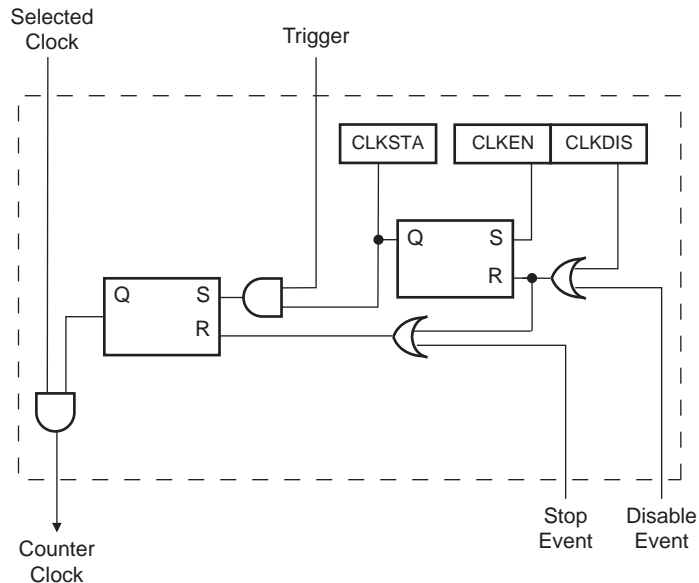 Selected
Clock
Trigger
CLKSTA
CLKEN
CLKDIS
Q
S
R
Q
S
R
Stop
Event
Disable
Event
Counter
Clock